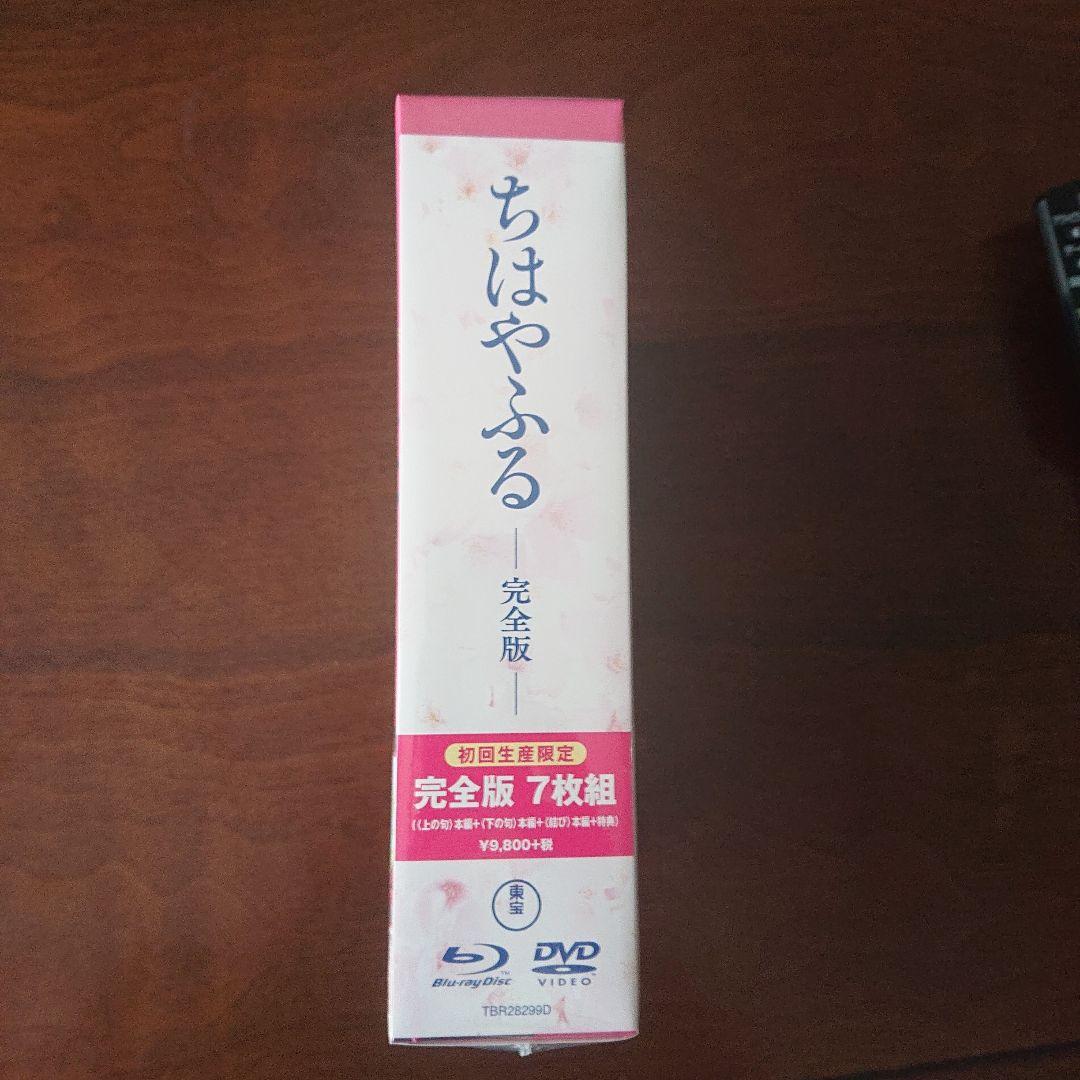 ちはやふる
完全版
初回生産限定
完全版 7枚組
(〈上の句〉本編+〈下の句〉本編+〈結び〉本編+特典)
¥9,800+税
東宝
Blu-ray Disc™
DVD
VIDEO™
TBR28299D